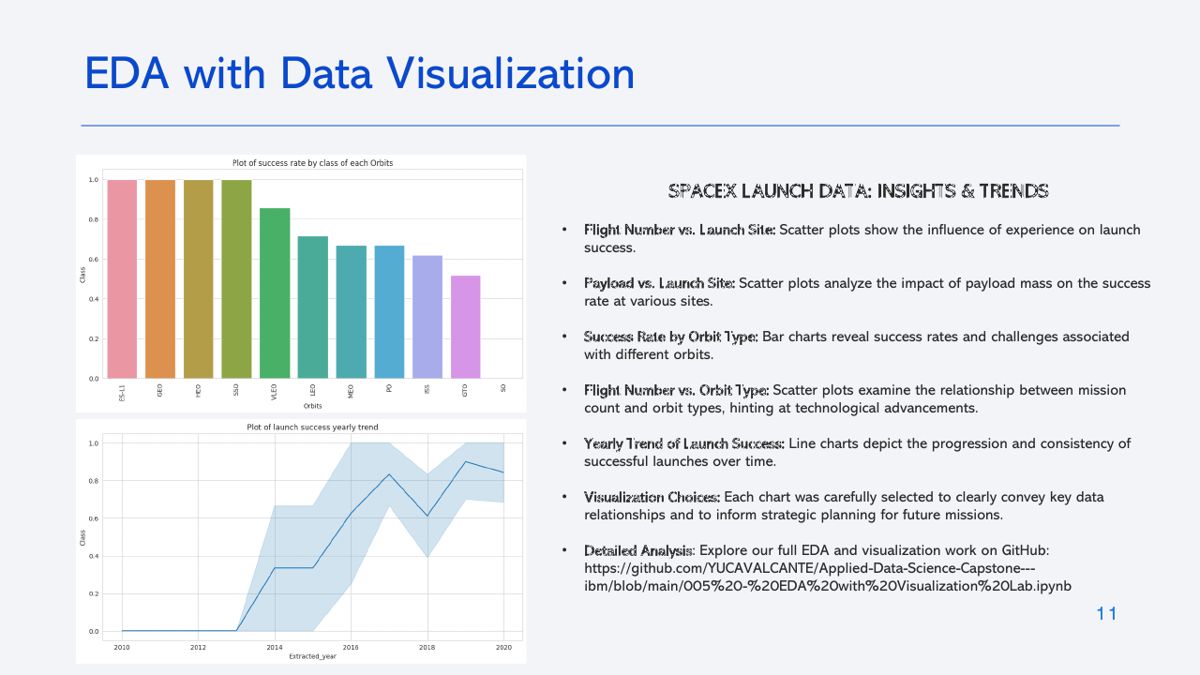 EDA with Data Visualization
Plot of success rate by class of each Orbits
1.0
0.8
0.6
0.4
0.2
0.0
Class
ES-L1
GEO
HEO
SSO
VLEO
LEO
MEO
PO
ISS
GTO
SO
Orbits
Plot of launch success yearly trend
1.0
0.8
0.6
0.4
0.2
0.0
Class
2010
2012
2014
2016
2018
2020
Extracted_year
SPACEX LAUNCH DATA: INSIGHTS & TRENDS
• Flight Number vs. Launch Site: Scatter plots show the influence of experience on launch
success.
• Payload vs. Launch Site: Scatter plots analyze the impact of payload mass on the success
rate at various sites.
• Success Rate by Orbit Type: Bar charts reveal success rates and challenges associated
with different orbits.
• Flight Number vs. Orbit Type: Scatter plots examine the relationship between mission
count and orbit types, hinting at technological advancements.
• Yearly Trend of Launch Success: Line charts depict the progression and consistency of
successful launches over time.
• Visualization Choices: Each chart was carefully selected to clearly convey key data
relationships and to inform strategic planning for future missions.
• Detailed Analysis: Explore our full EDA and visualization work on GitHub:
https://github.com/YUCAVALCANTE/Applied-Data-Science-Capstone---
ibm/blob/main/005%20-%20EDA%20with%20Visualization%20Lab.ipynb
11